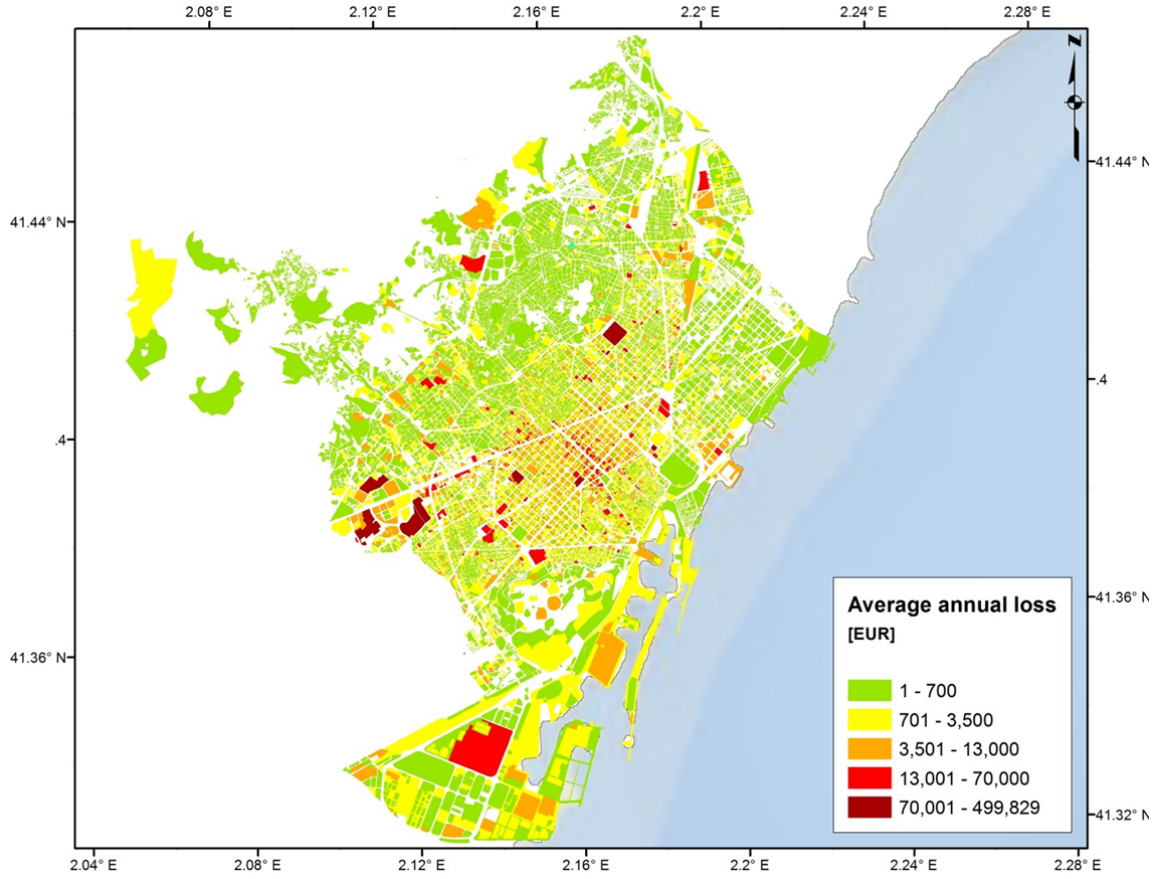 2.08° E 2.12° E 2.16° E 2.2° E 2.24° E 2.28° E
N
41.44° N
41.44° N
.4
.4
41.36° N
41.36° N
41.32° N
Average annual loss
[EUR]
1 - 700
701 - 3,500
3,501 - 13,000
13,001 - 70,000
70,001 - 499,829
2.04° E 2.08° E 2.12° E 2.16° E 2.2° E 2.24° E 2.28° E